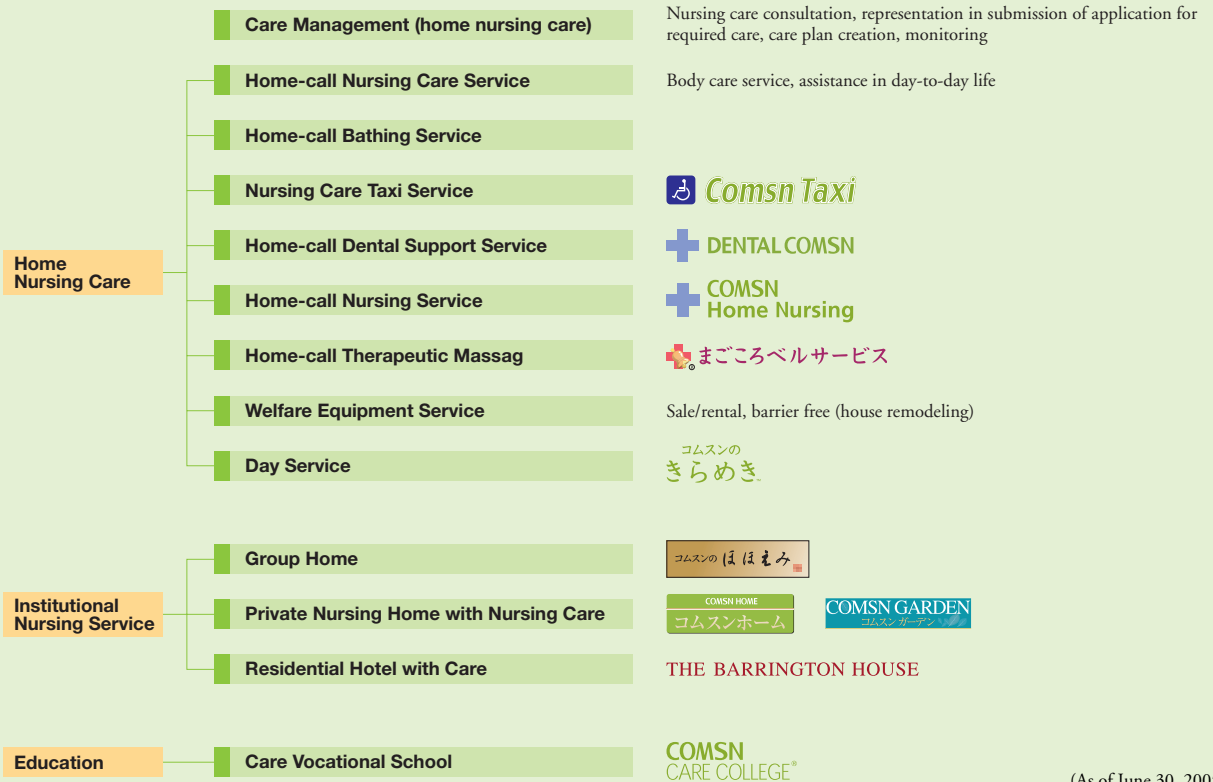 Care Management (home nursing care)
Nursing care consultation, representation in submission of application for
required care, care plan creation, monitoring
Home-call Nursing Care Service
Body care service, assistance in day-to-day life
Home-call Bathing Service
Nursing Care Taxi Service
Comsn Taxi
Home-call Dental Support Service
DENTAL COMSN
Home
Nursing Care
Home-call Nursing Service
COMSN
Home Nursing
Home-call Therapeutic Massag
まごころベルサービス
Welfare Equipment Service
Sale/rental, barrier free (house remodeling)
Day Service
コムスンの
きらめき
Group Home
コムスンの ほほえみ
Institutional
Nursing Service
Private Nursing Home with Nursing Care
COMSN HOME
コムスンホーム
COMSN GARDEN
コムスンガーデン
Residential Hotel with Care
THE BARRINGTON HOUSE
Education
Care Vocational School
COMSN
CARE COLLEGE®
(As of June 30, 200